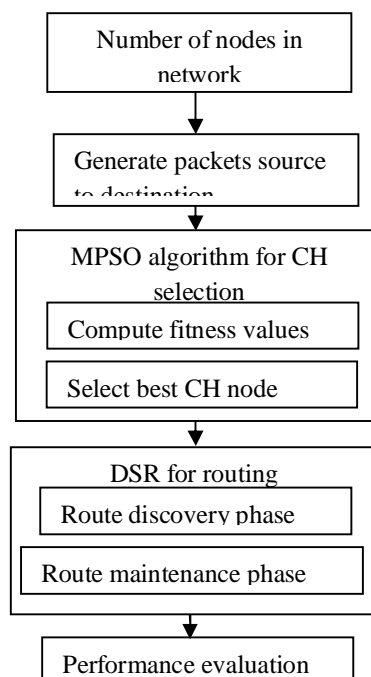 Number of nodes in
network
Generate packets source
to destination
MPSO algorithm for CH
selection
Compute fitness values
Select best CH node
DSR for routing
Route discovery phase
Route maintenance phase
Performance evaluation